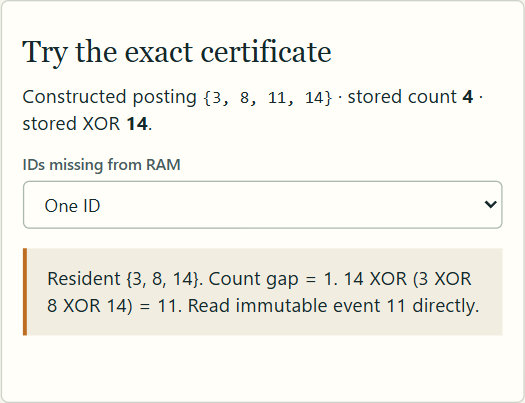 Try the exact certificate
Constructed posting {3, 8, 11, 14} · stored count 4 ·
stored XOR 14.
IDs missing from RAM
One ID
Resident {3, 8, 14}. Count gap = 1. 14 XOR (3 XOR
8 XOR 14) = 11. Read immutable event 11 directly.